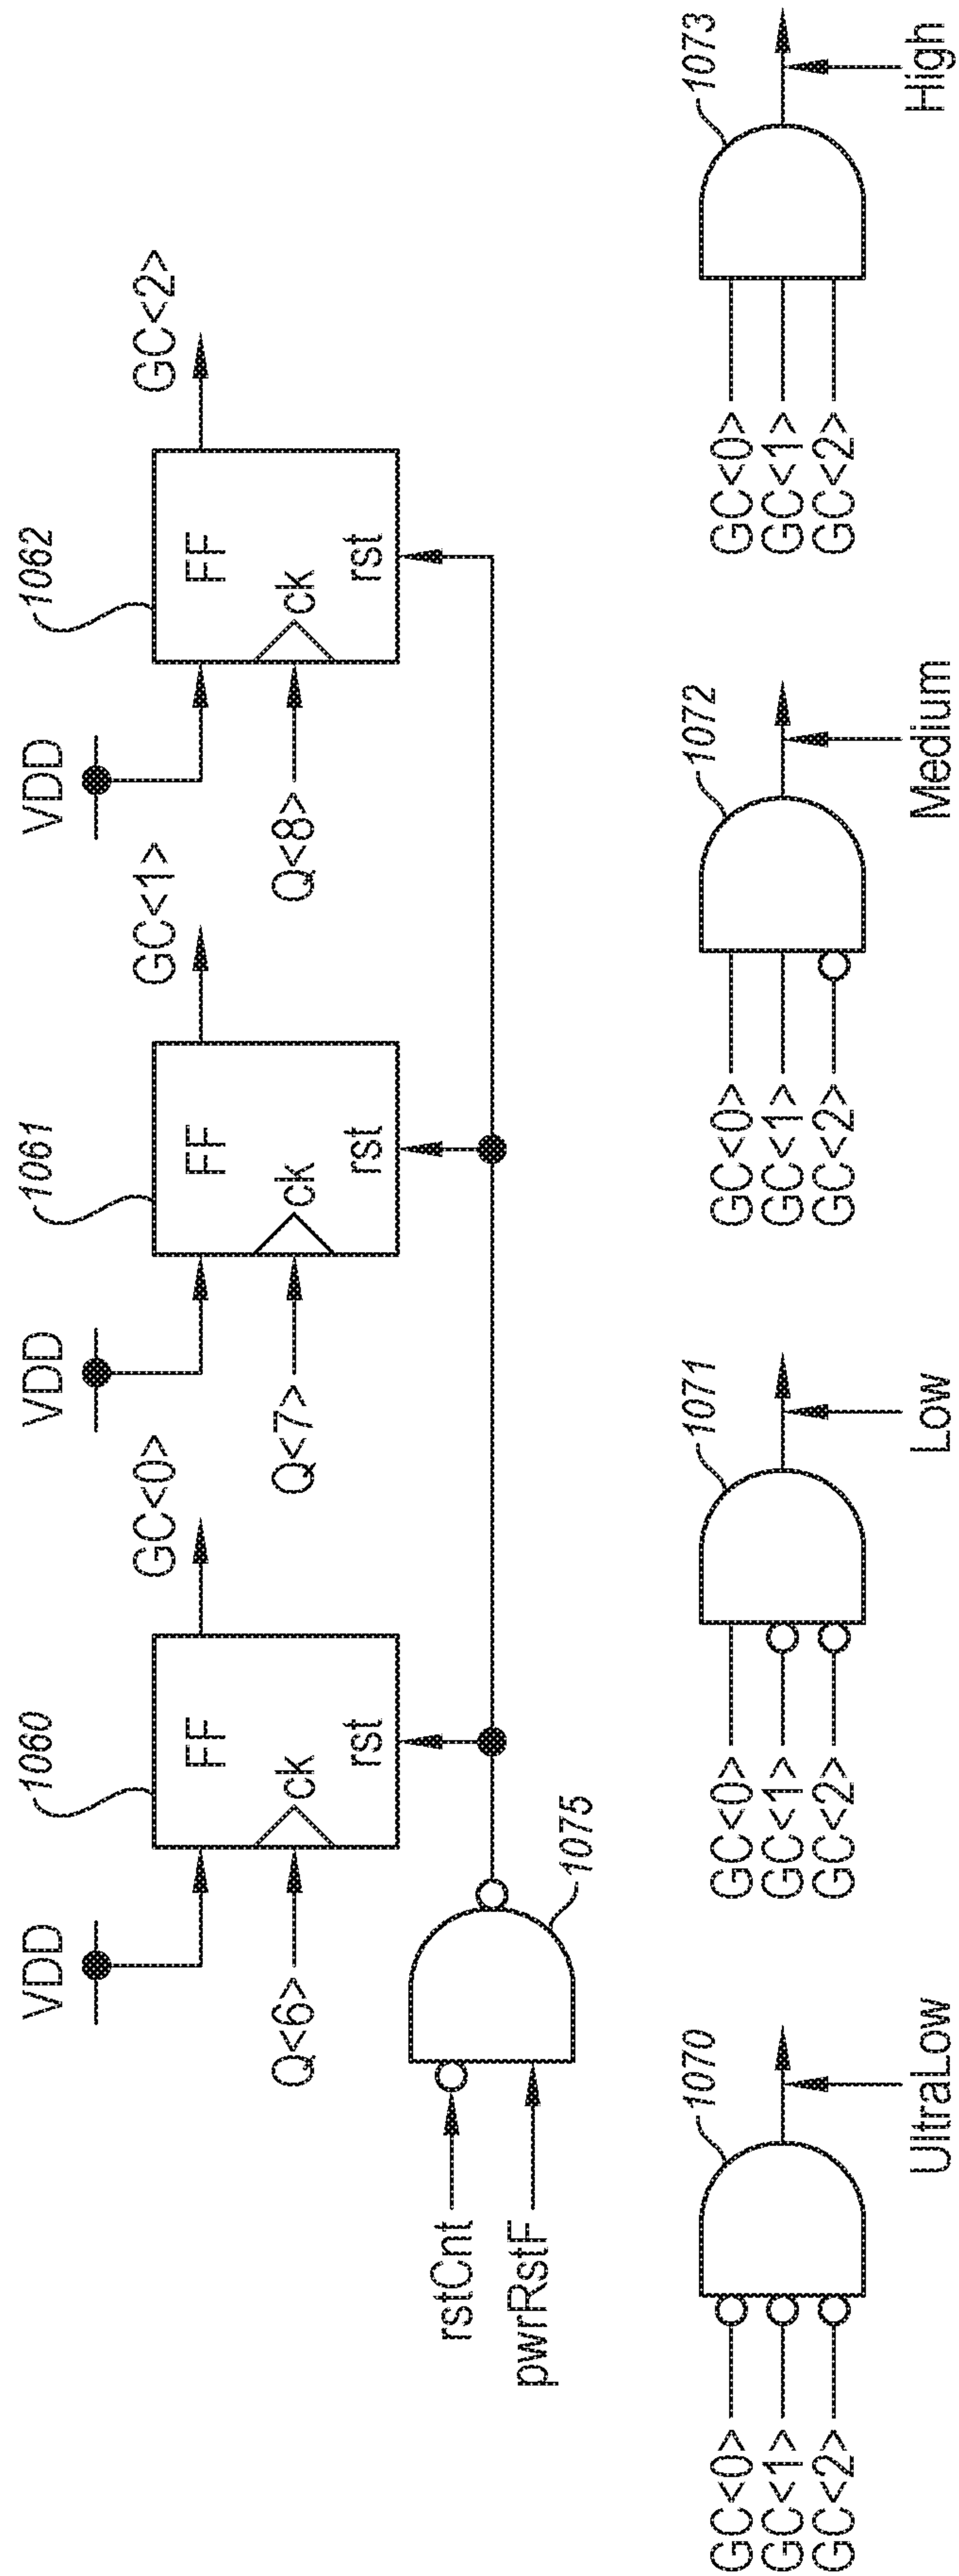 VDD
1060
GC<0>
FF
Q<6>
ck
rst
VDD
1061
GC<1>
FF
Q<7>
ck
rst
VDD
1062
GC<2>
FF
Q<8>
ck
rst
rstCnt
pwrRstF
1075
GC<0>
GC<1>
GC<2>
1070
UltraLow
GC<0>
GC<1>
GC<2>
1071
Low
GC<0>
GC<1>
GC<2>
1072
Medium
GC<0>
GC<1>
GC<2>
1073
High